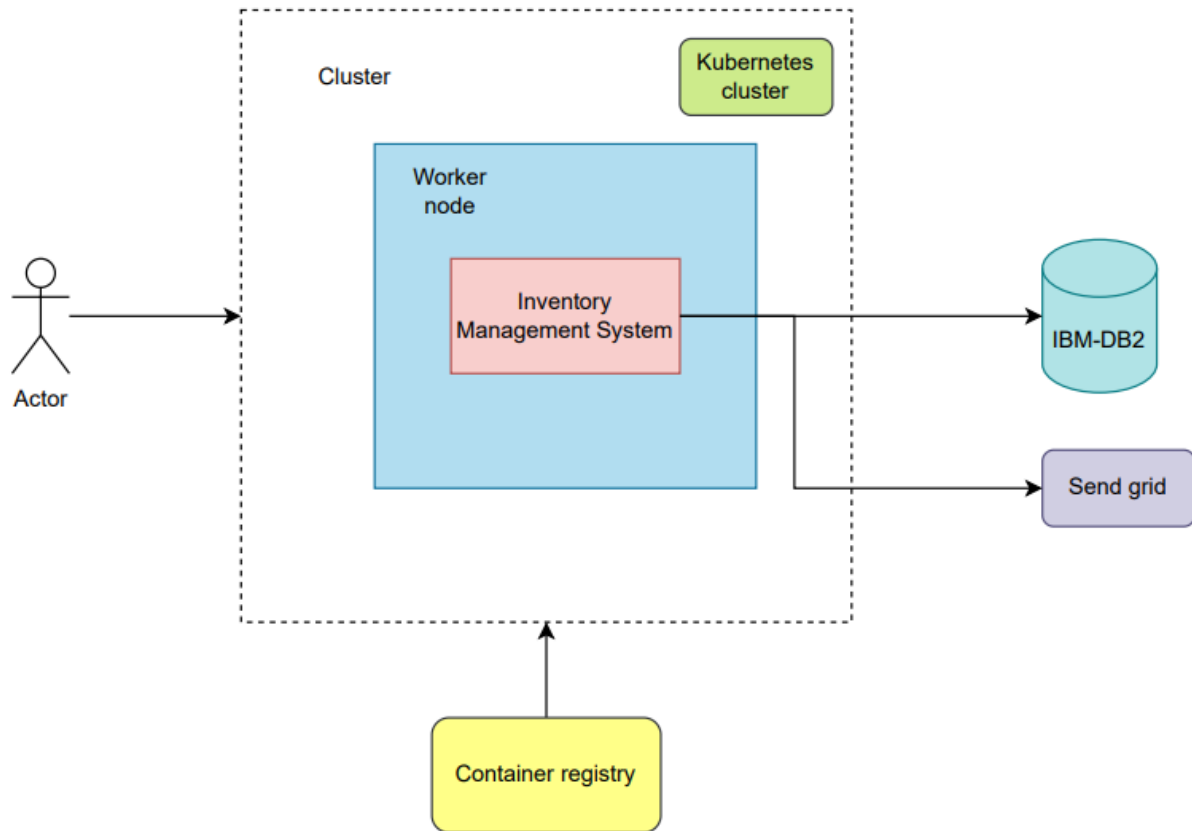 Cluster
Kubernetes
cluster
Worker
node
Inventory
Management System
Actor
IBM-DB2
Send grid
Container registry